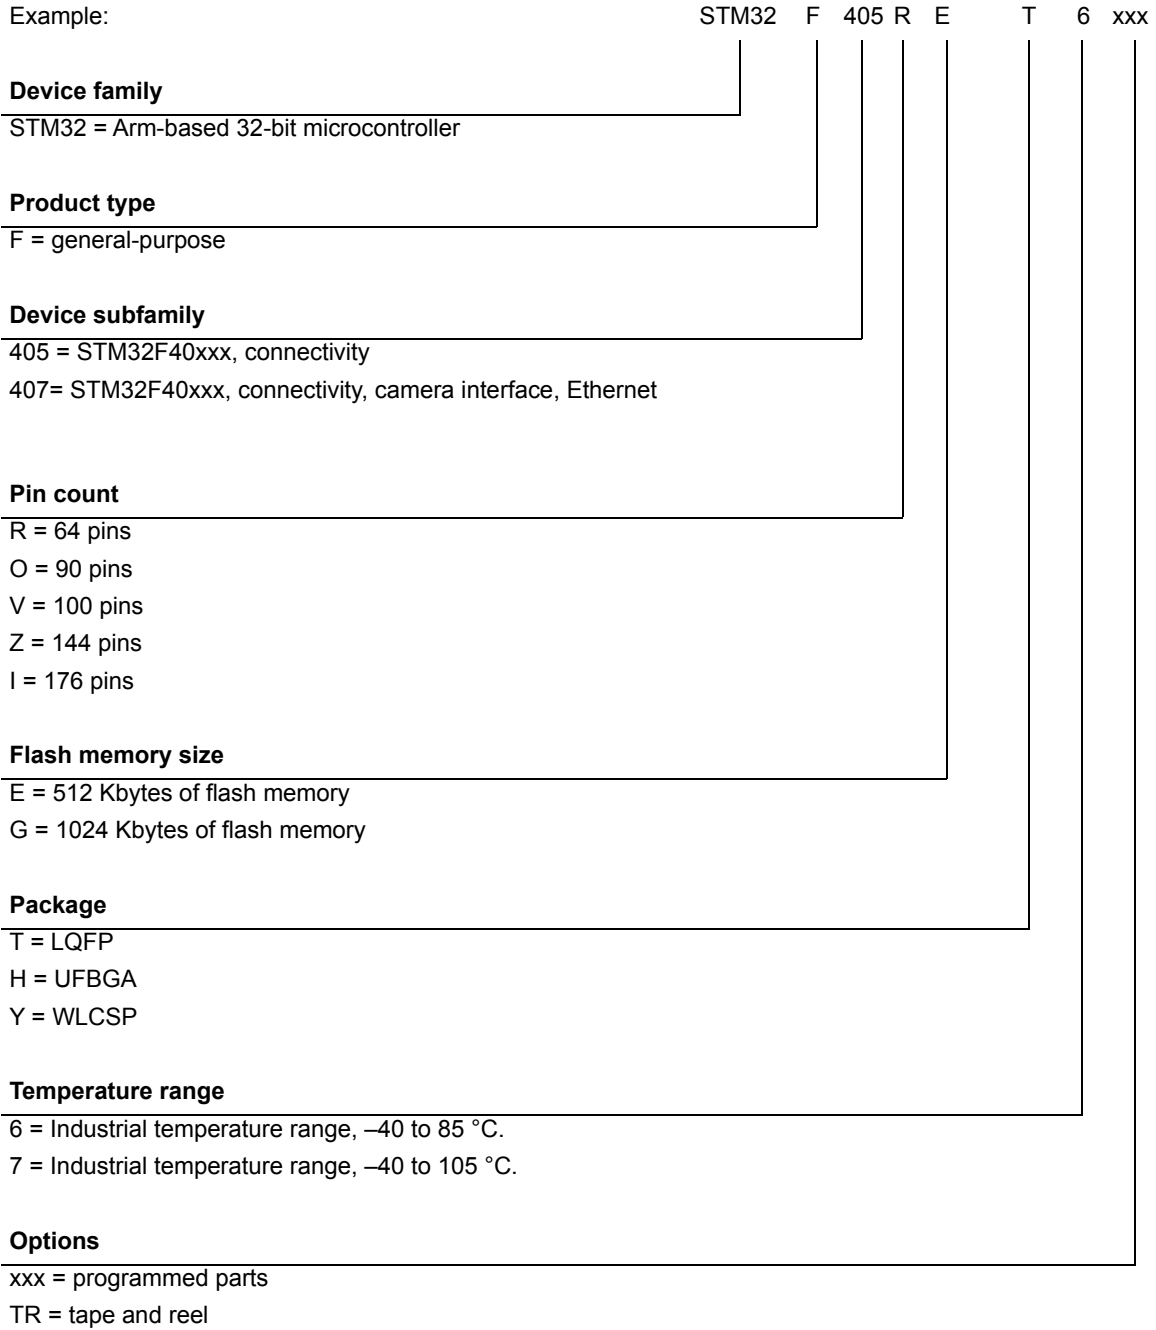 Example: STM32 F 405 R E T 6 xxx
Device family
STM32 = Arm-based 32-bit microcontroller
Product type
F = general-purpose
Device subfamily
405 = STM32F40xxx, connectivity
407= STM32F40xxx, connectivity, camera interface, Ethernet
Pin count
R = 64 pins
O = 90 pins
V = 100 pins
Z = 144 pins
I = 176 pins
Flash memory size
E = 512 Kbytes of flash memory
G = 1024 Kbytes of flash memory
Package
T = LQFP
H = UFBGA
Y = WLCSP
Temperature range
6 = Industrial temperature range, –40 to 85 °C.
7 = Industrial temperature range, –40 to 105 °C.
Options
xxx = programmed parts
TR = tape and reel